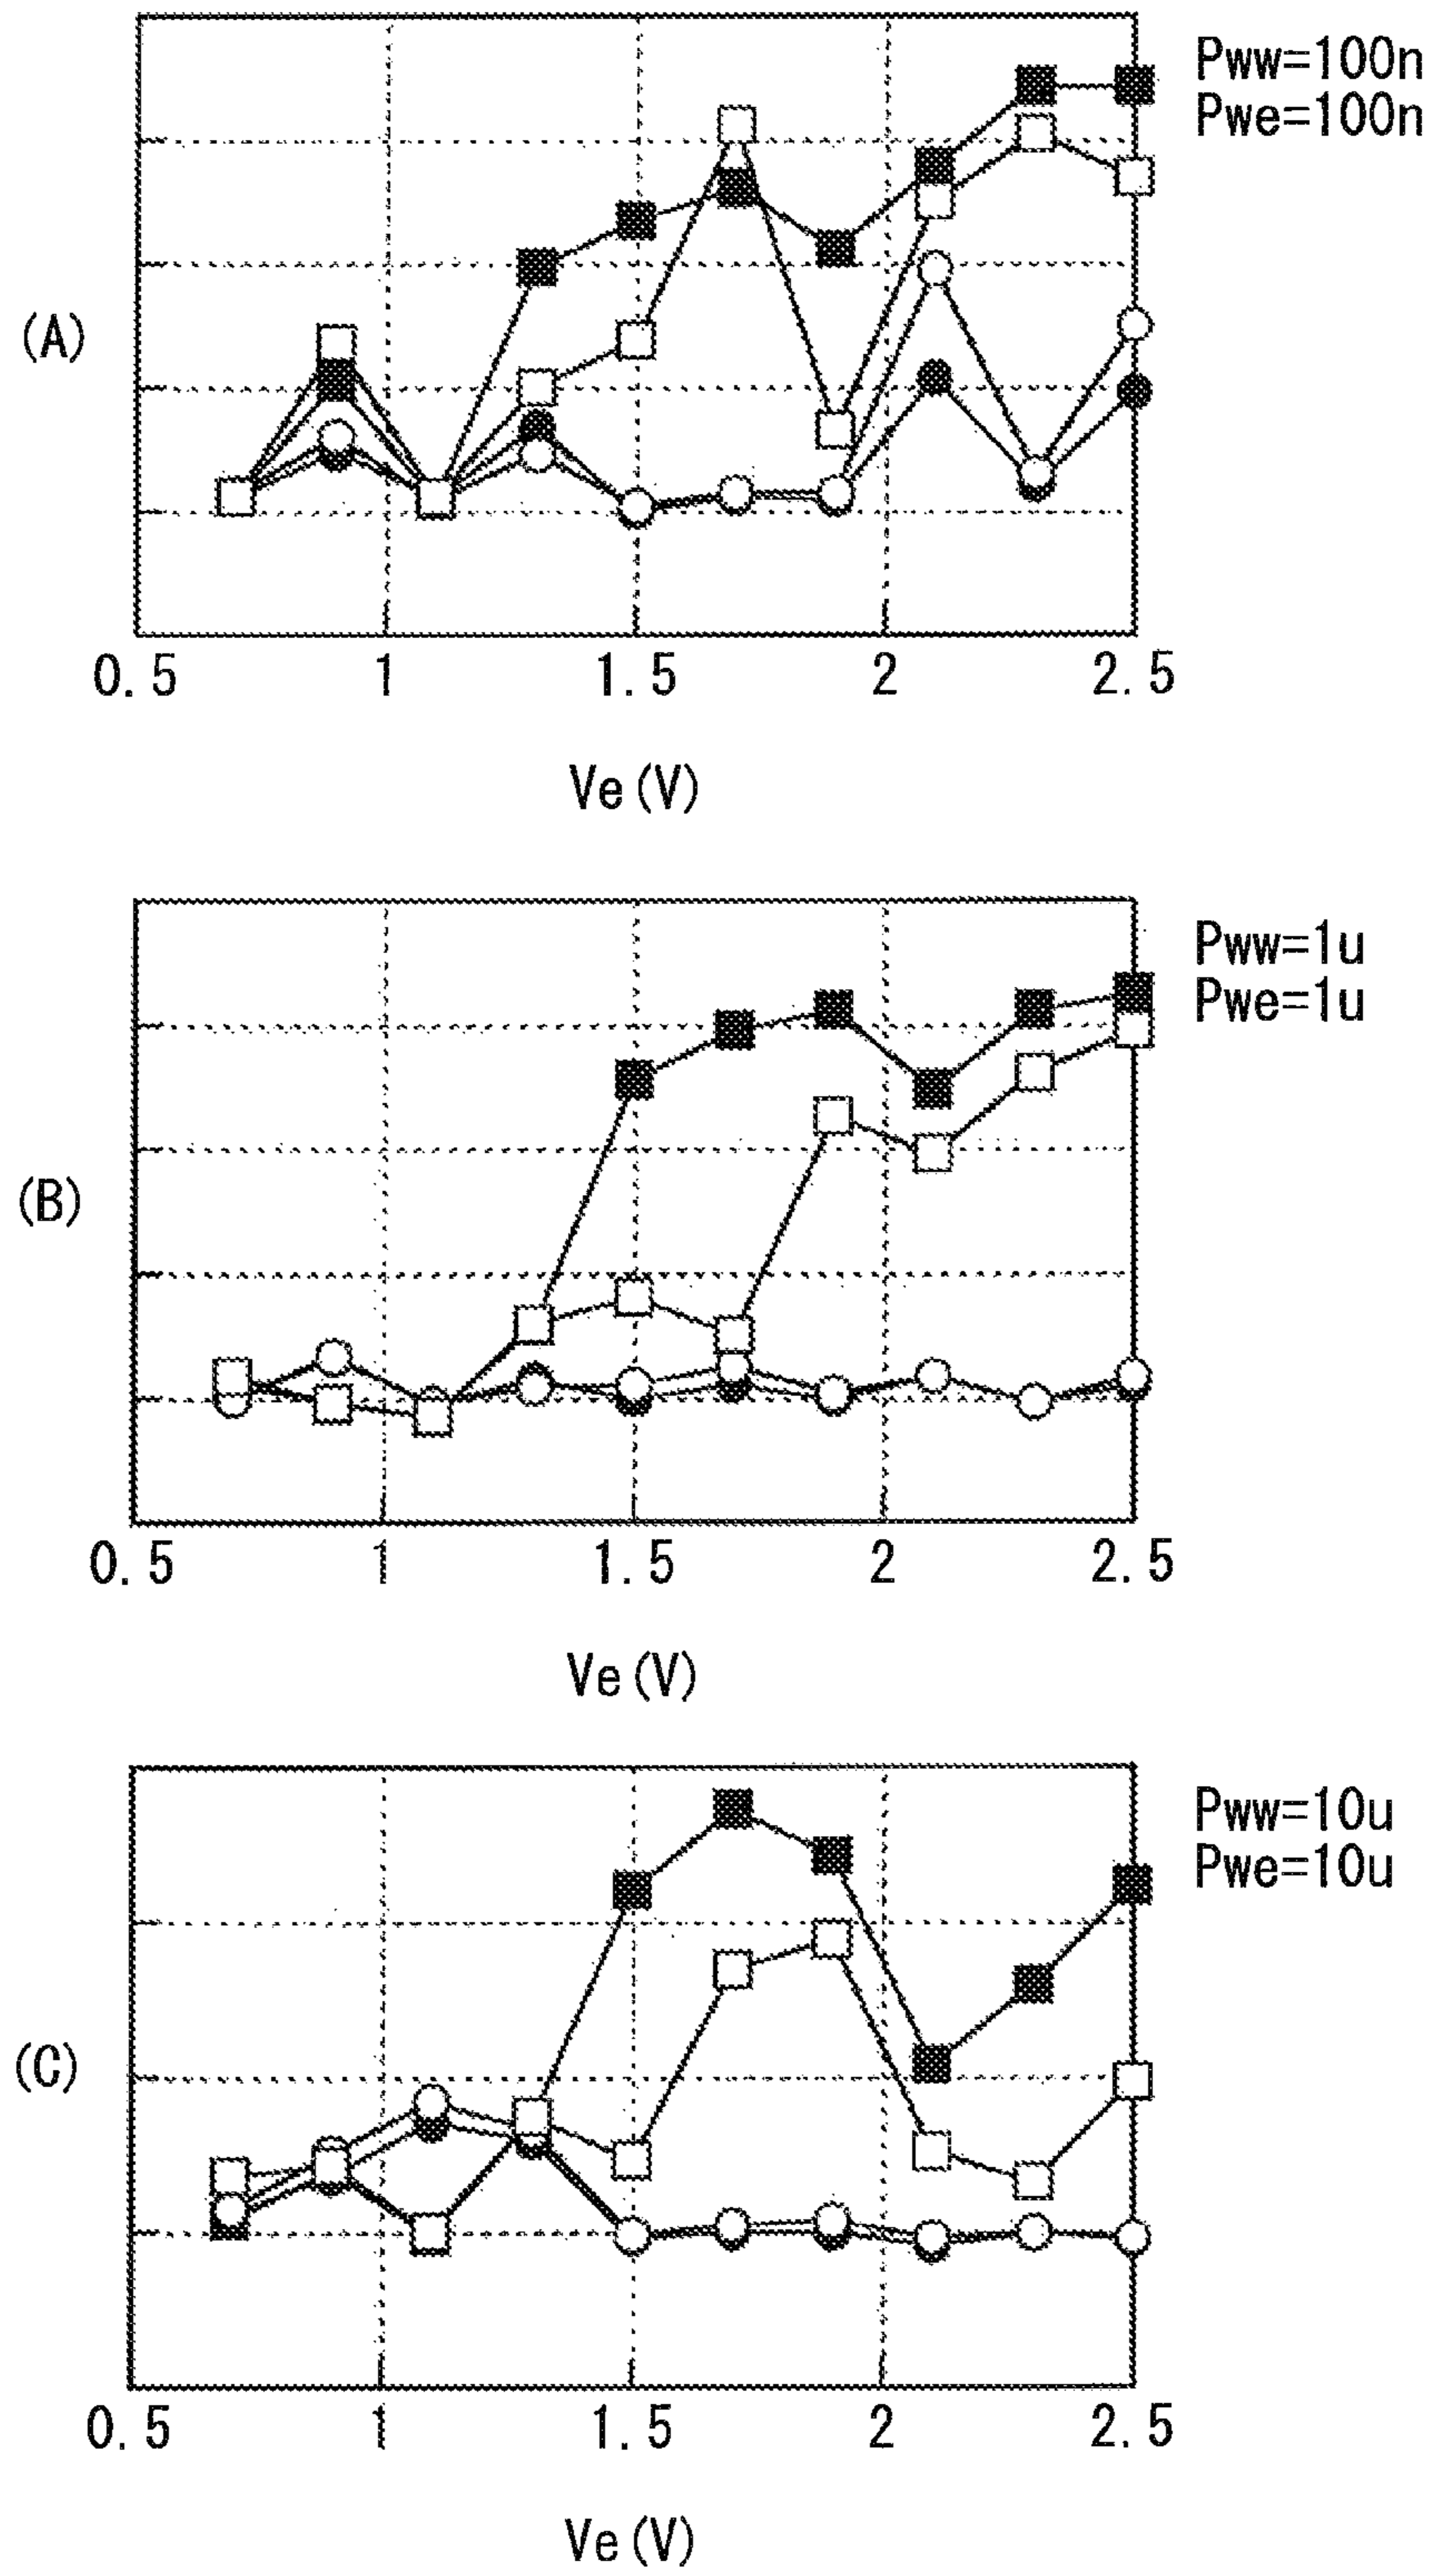 Pww=100n
Pwe=100n
(A)
0.5 1 1.5 2 2.5
Ve(V)
Pww=1u
Pwe=1u
(B)
0.5 1 1.5 2 2.5
Ve(V)
Pww=10u
Pwe=10u
(C)
0.5 1 1.5 2 2.5
Ve(V)